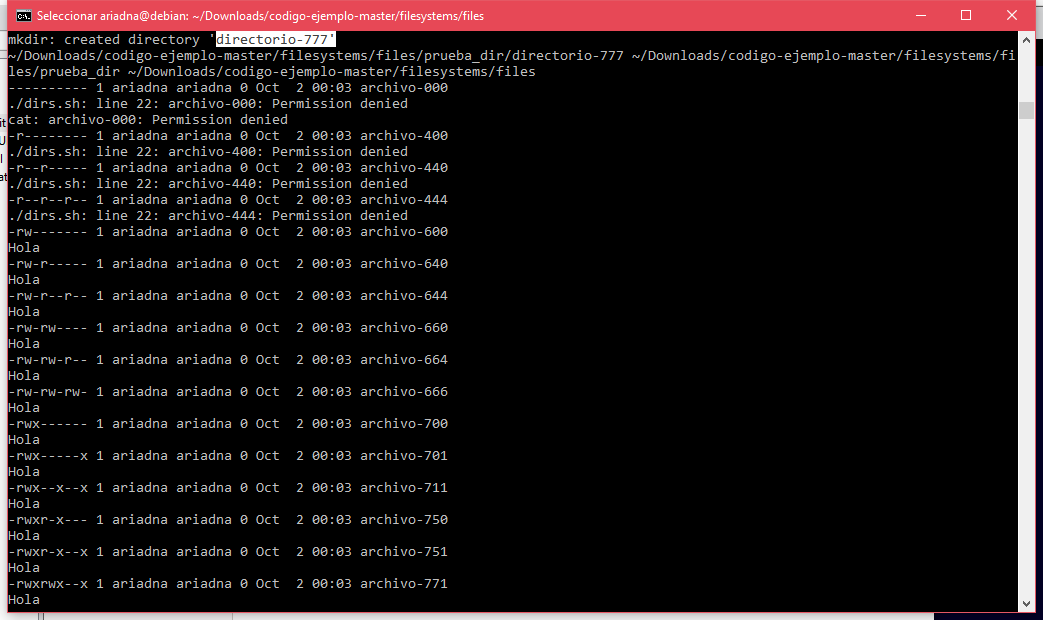 Seleccionar ariadna@debian: ~/Downloads/codigo-ejemplo-master/filesystems/files
mkdir: created directory 'directorio-777'
~/Downloads/codigo-ejemplo-master/filesystems/files/prueba_dir/directorio-777 ~/Downloads/codigo-ejemplo-master/filesystems/fi
les/prueba_dir ~/Downloads/codigo-ejemplo-master/filesystems/files
---------- 1 ariadna ariadna 0 Oct  2 00:03 archivo-000
./dirs.sh: line 22: archivo-000: Permission denied
cat: archivo-000: Permission denied
-r-------- 1 ariadna ariadna 0 Oct  2 00:03 archivo-400
./dirs.sh: line 22: archivo-400: Permission denied
-r--r----- 1 ariadna ariadna 0 Oct  2 00:03 archivo-440
./dirs.sh: line 22: archivo-440: Permission denied
-r--r--r-- 1 ariadna ariadna 0 Oct  2 00:03 archivo-444
./dirs.sh: line 22: archivo-444: Permission denied
-rw------- 1 ariadna ariadna 0 Oct  2 00:03 archivo-600
Hola
-rw-r----- 1 ariadna ariadna 0 Oct  2 00:03 archivo-640
Hola
-rw-r--r-- 1 ariadna ariadna 0 Oct  2 00:03 archivo-644
Hola
-rw-rw---- 1 ariadna ariadna 0 Oct  2 00:03 archivo-660
Hola
-rw-rw-r-- 1 ariadna ariadna 0 Oct  2 00:03 archivo-664
Hola
-rw-rw-rw- 1 ariadna ariadna 0 Oct  2 00:03 archivo-666
Hola
-rwx------ 1 ariadna ariadna 0 Oct  2 00:03 archivo-700
Hola
-rwx-----x 1 ariadna ariadna 0 Oct  2 00:03 archivo-701
Hola
-rwx--x--x 1 ariadna ariadna 0 Oct  2 00:03 archivo-711
Hola
-rwxr-x--- 1 ariadna ariadna 0 Oct  2 00:03 archivo-750
Hola
-rwxr-x--x 1 ariadna ariadna 0 Oct  2 00:03 archivo-751
Hola
-rwxrwx--x 1 ariadna ariadna 0 Oct  2 00:03 archivo-771
Hola